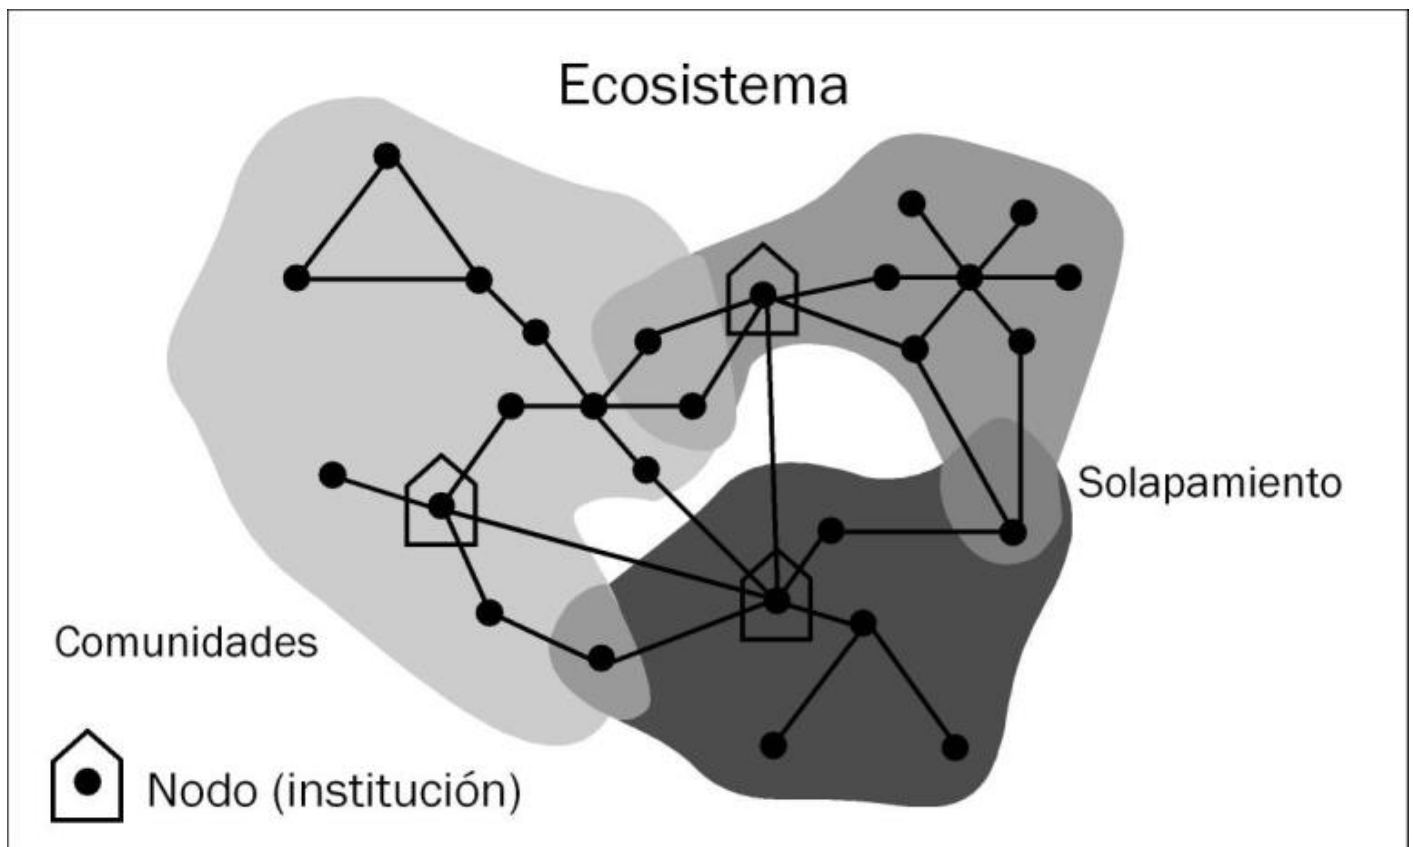 Ecosistema
Solapamiento
Comunidades
Nodo (institución)